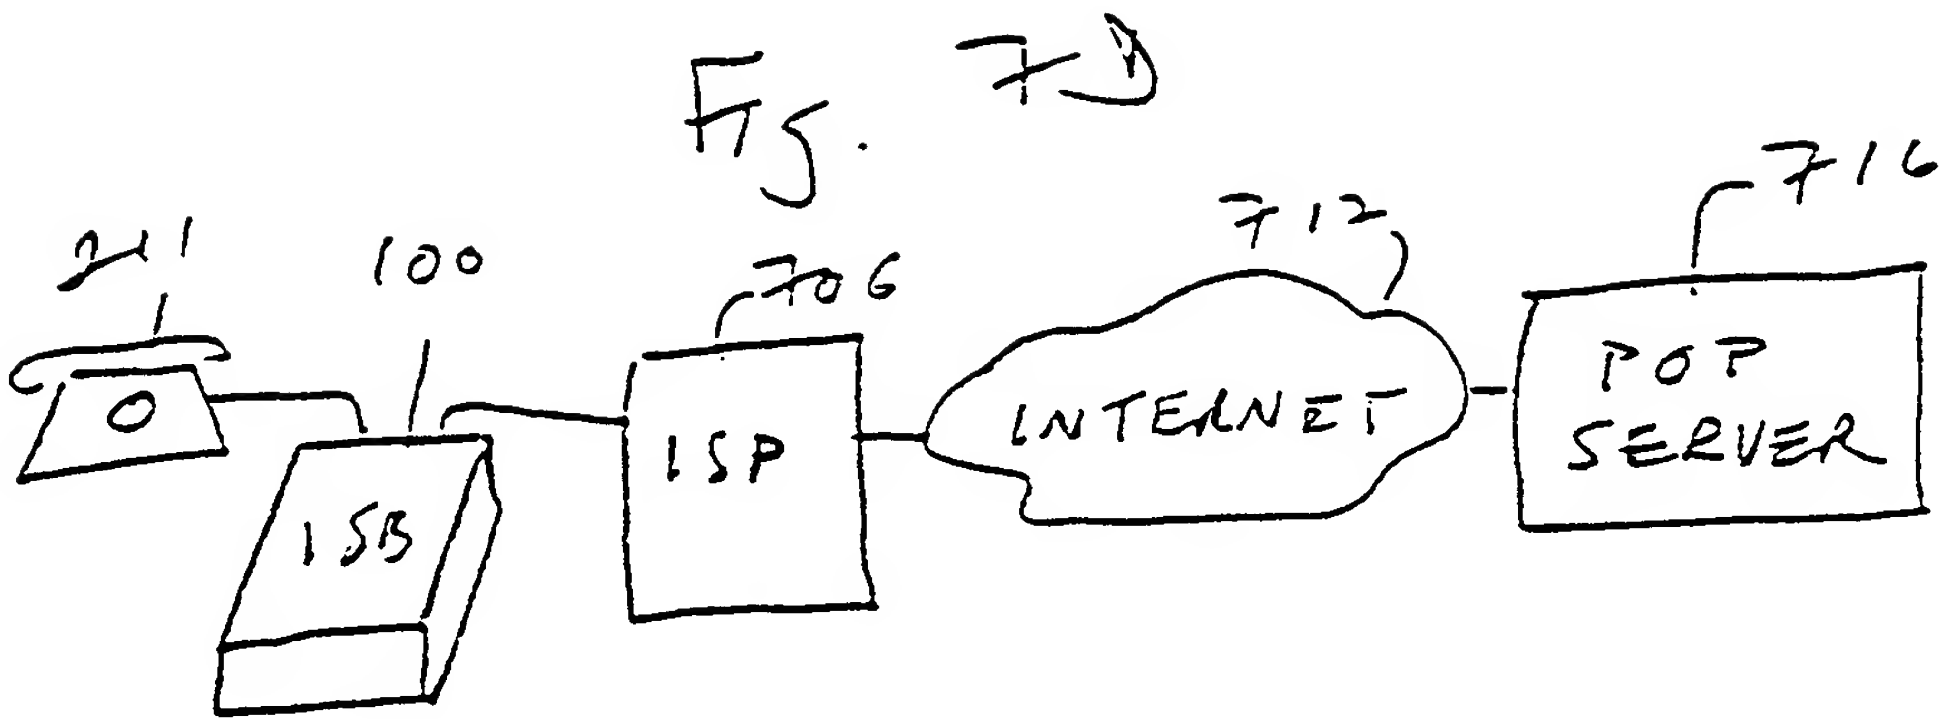 Fig. 7D
211
100
706
712
716
ISB
ISP
INTERNET
POP
SERVER